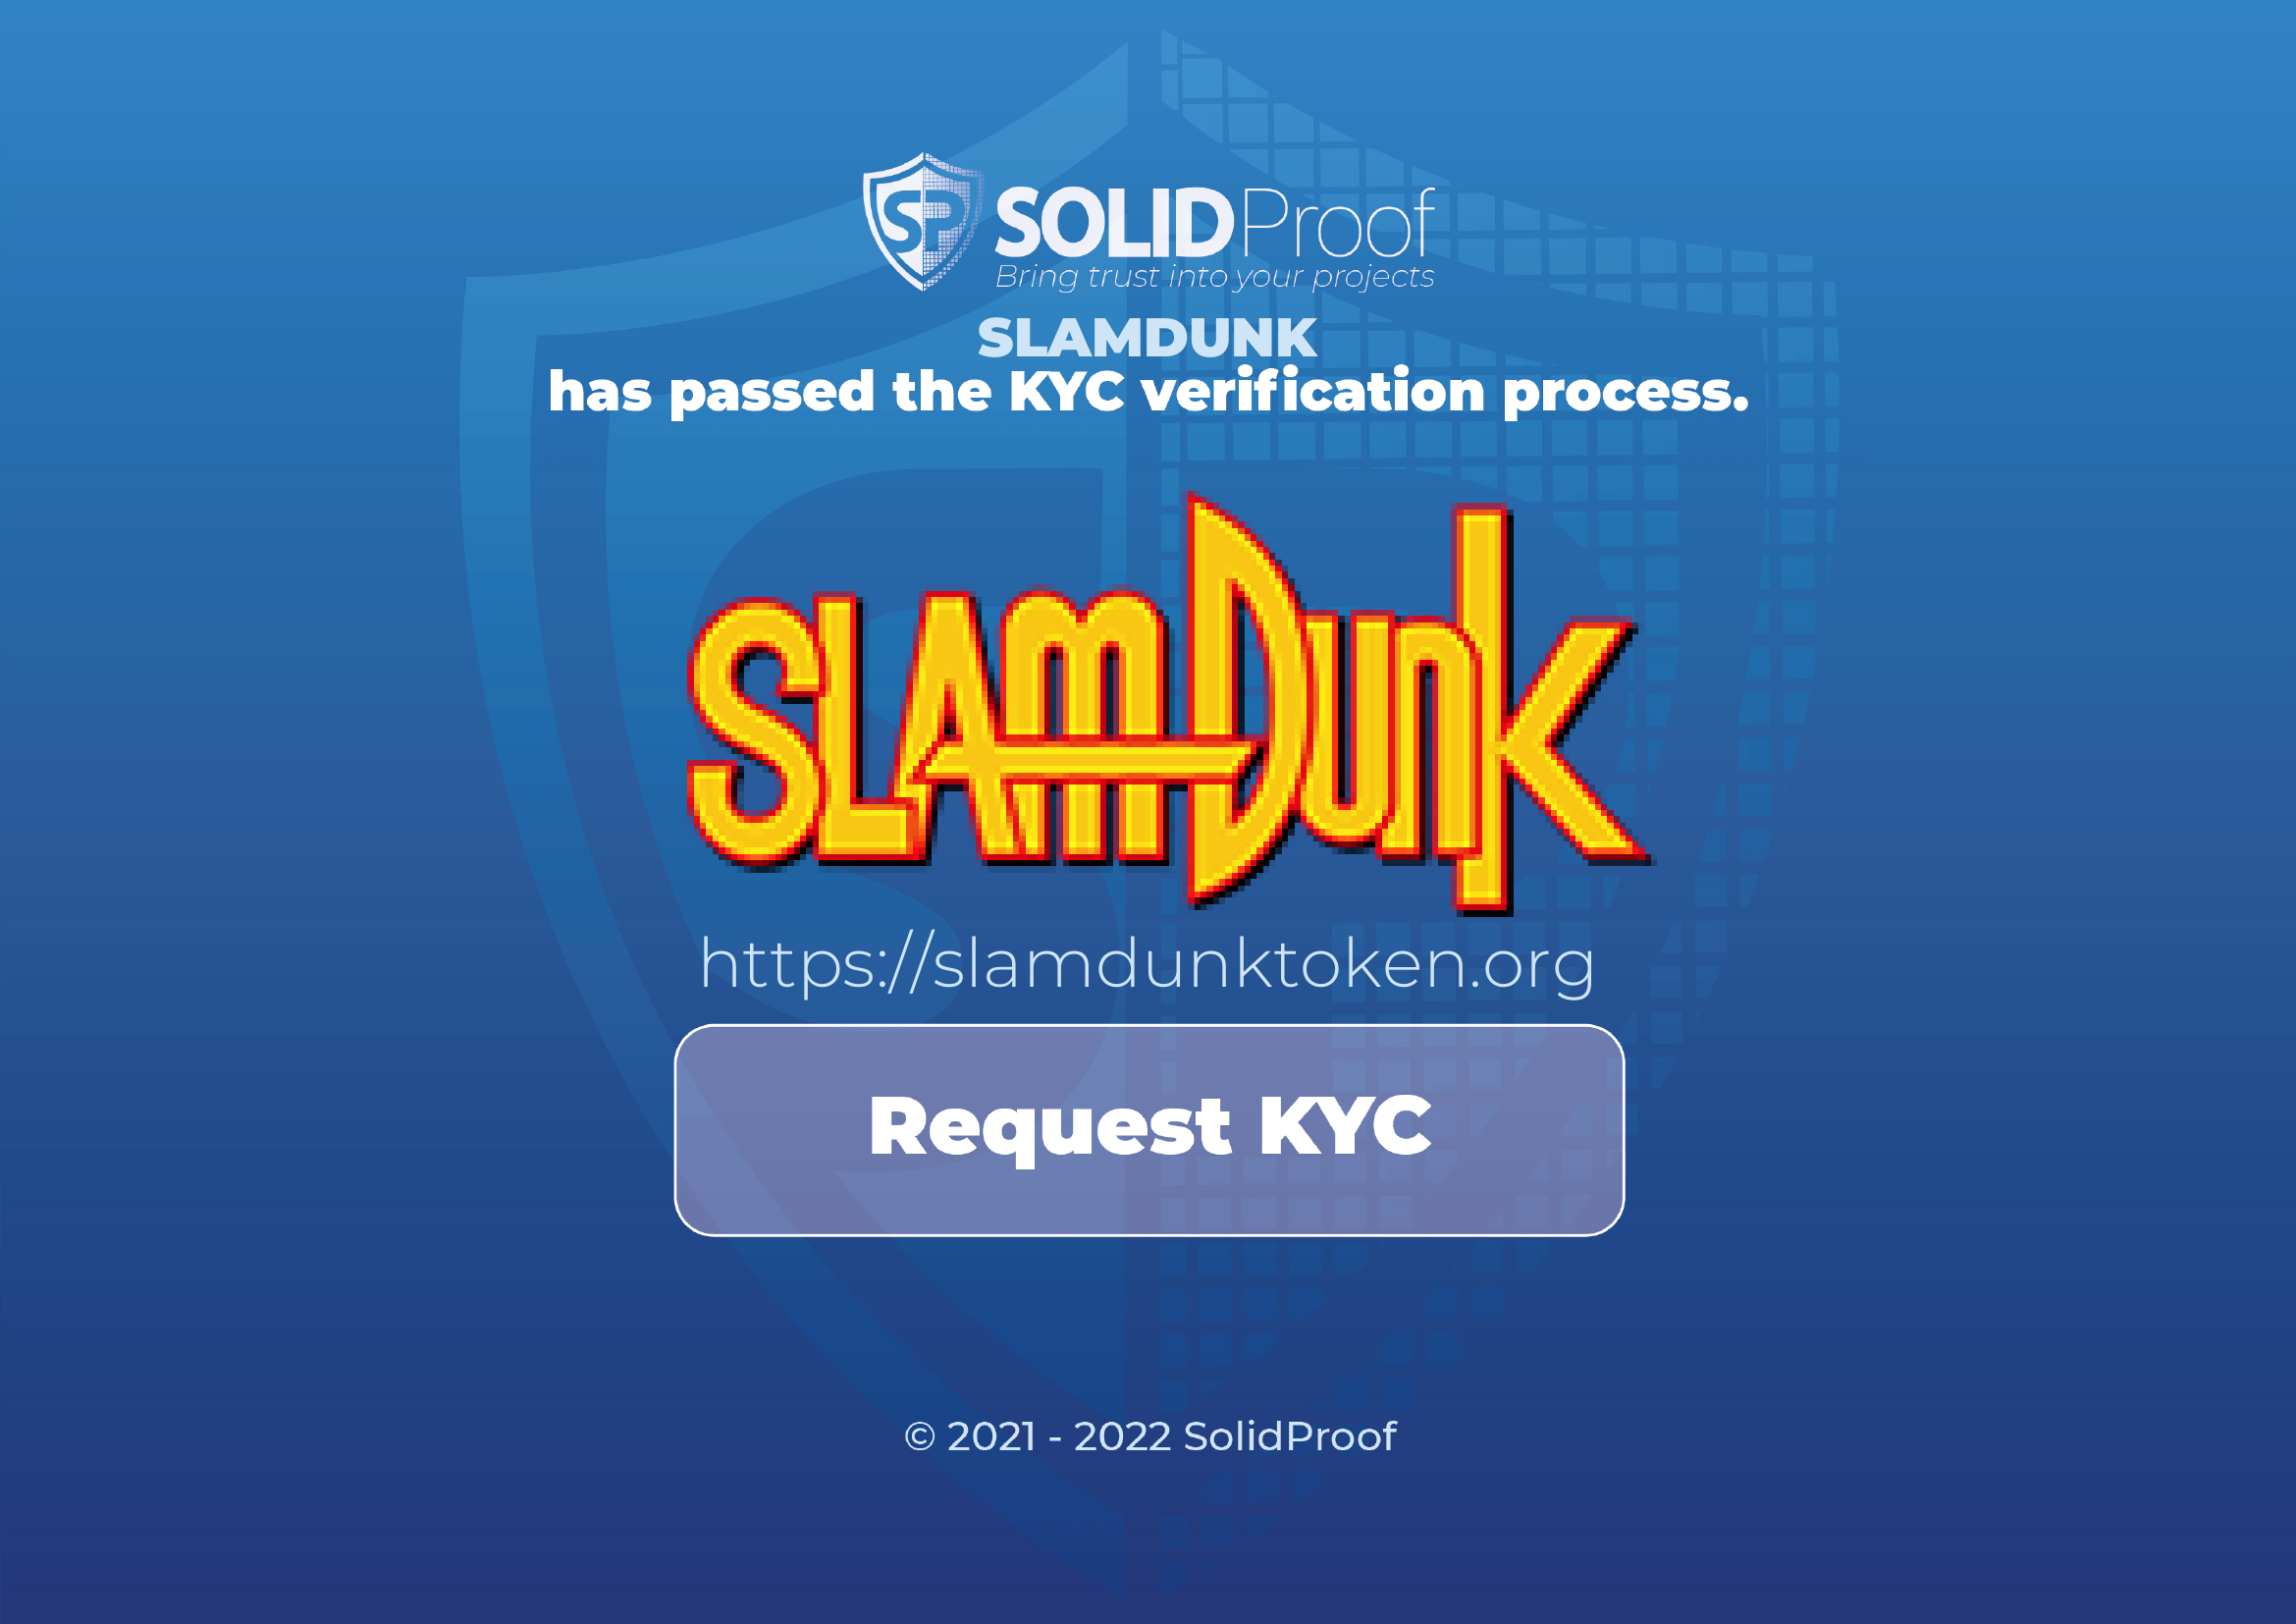 SP SOLIDProof
Bring trust into your projects
SLAMDUNK
has passed the KYC verification process.
SLAMDUNK
https://slamdunktoken.org
Request KYC
© 2021 - 2022 SolidProof